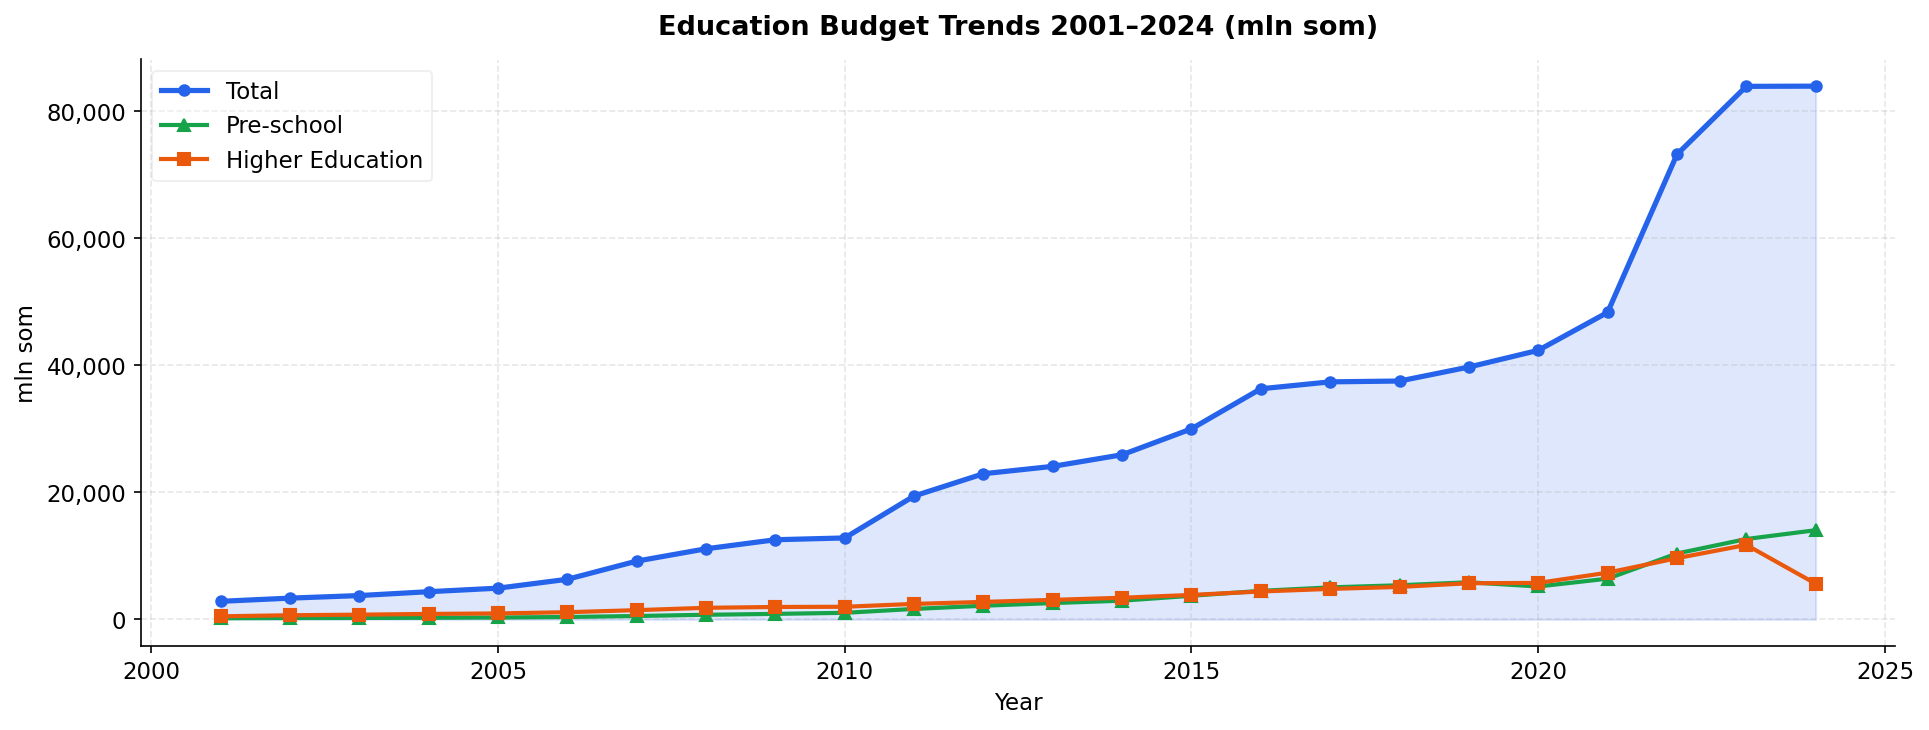 Education Budget Trends 2001–2024 (mln som)
Total
Pre-school
Higher Education
80,000
60,000
40,000
20,000
0
mln som
2000
2005
2010
2015
2020
2025
Year